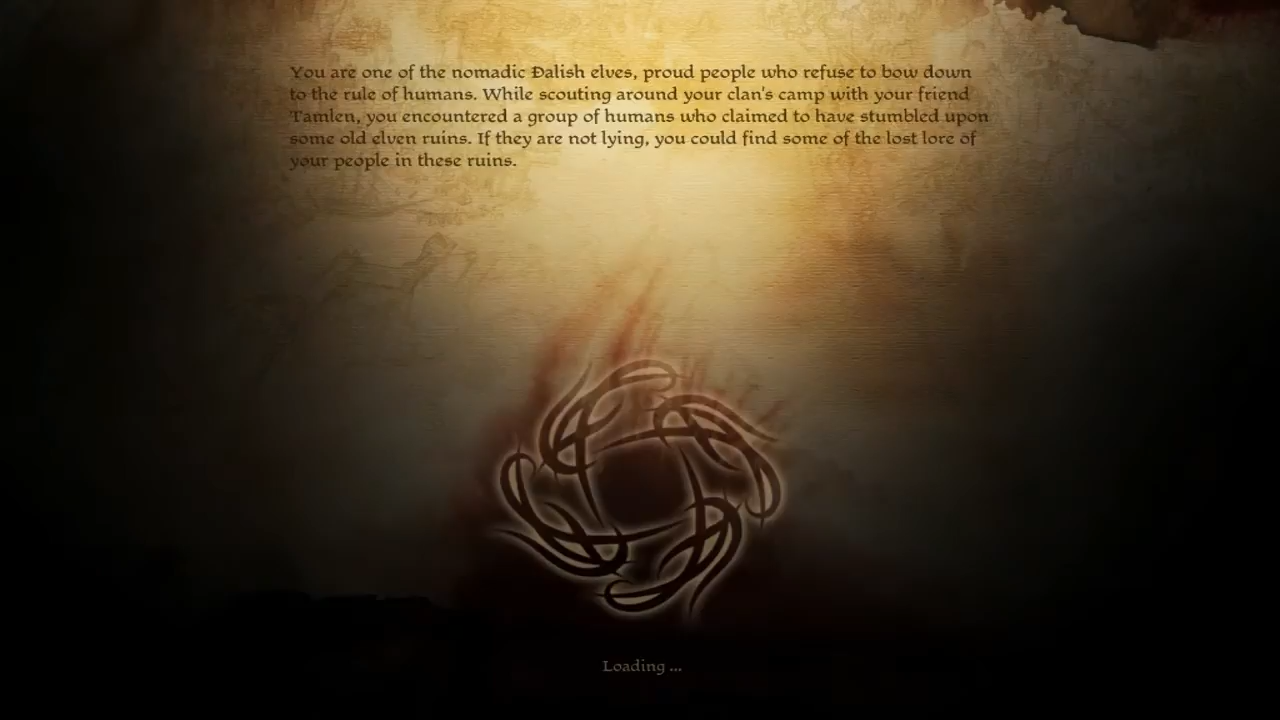 You are one of the nomadic Dalish elves, proud people who refuse to bow down
to the rule of humans. While scouting around your clan's camp with your friend
Tamlen, you encountered a group of humans who claimed to have stumbled upon
some old elven ruins. If they are not lying, you could find some of the lost lore of
your people in these ruins.
Loading ...